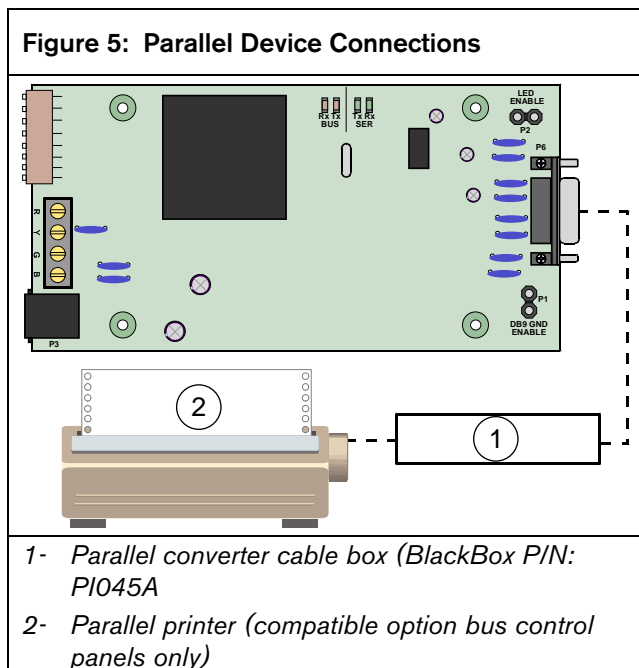 Figure 5: Parallel Device Connections
LED
ENABLE
P2
Rx Tx
BUS
Tx Rx
SER
P6
R
Y
G
B
P3
P1
DB9 GND
ENABLE
2
1
1- Parallel converter cable box (BlackBox P/N:
PI045A
2- Parallel printer (compatible option bus control
panels only)